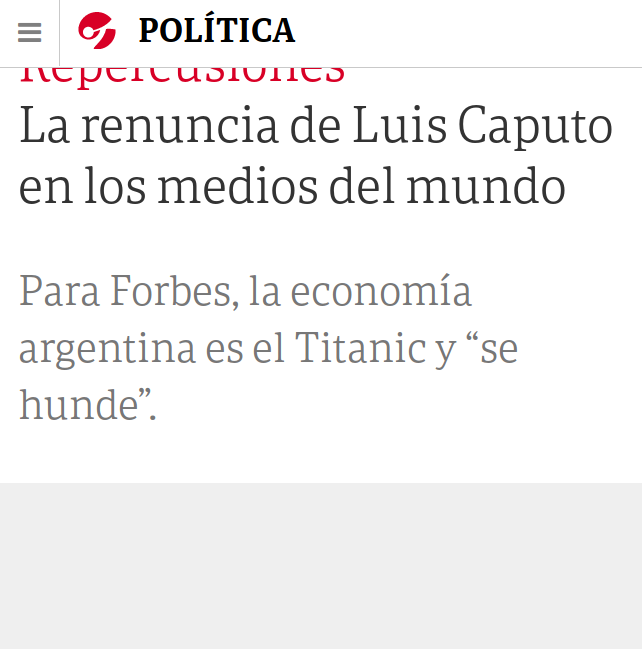 POLÍTICA
Repercusiones
La renuncia de Luis Caputo
en los medios del mundo
Para Forbes, la economía
argentina es el Titanic y “se
hunde”.